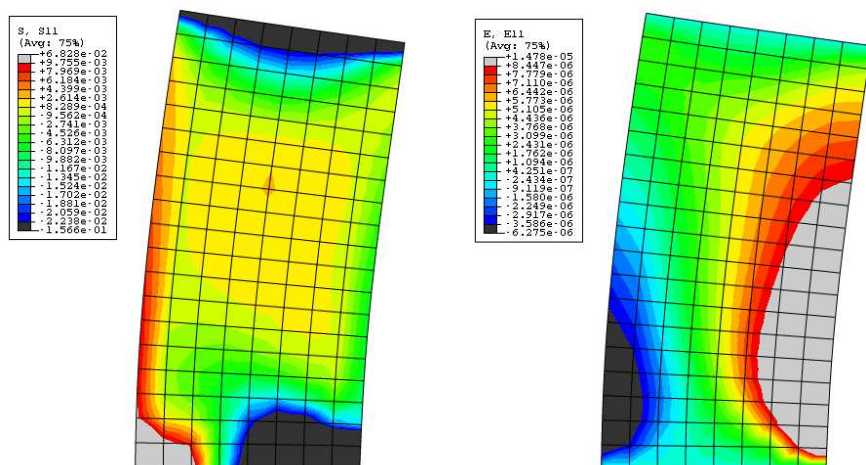 S, S11
(Avg: 75%)
+6.828e-02
+9.755e-03
+7.969e-03
+6.184e-03
+4.399e-03
+2.614e-03
+8.289e-04
-9.562e-04
-2.741e-03
-4.526e-03
-6.312e-03
-8.097e-03
-9.882e-03
-1.167e-02
-1.345e-02
-1.524e-02
-1.702e-02
-1.881e-02
-2.059e-02
-2.238e-02
-1.566e-01
E, E11
(Avg: 75%)
+1.478e-05
+8.447e-06
+7.779e-06
+7.110e-06
+6.442e-06
+5.773e-06
+5.105e-06
+4.436e-06
+3.768e-06
+3.099e-06
+2.431e-06
+1.762e-06
+1.094e-06
+4.251e-07
-2.434e-07
-9.119e-07
-1.580e-06
-2.249e-06
-2.917e-06
-3.586e-06
-6.275e-06